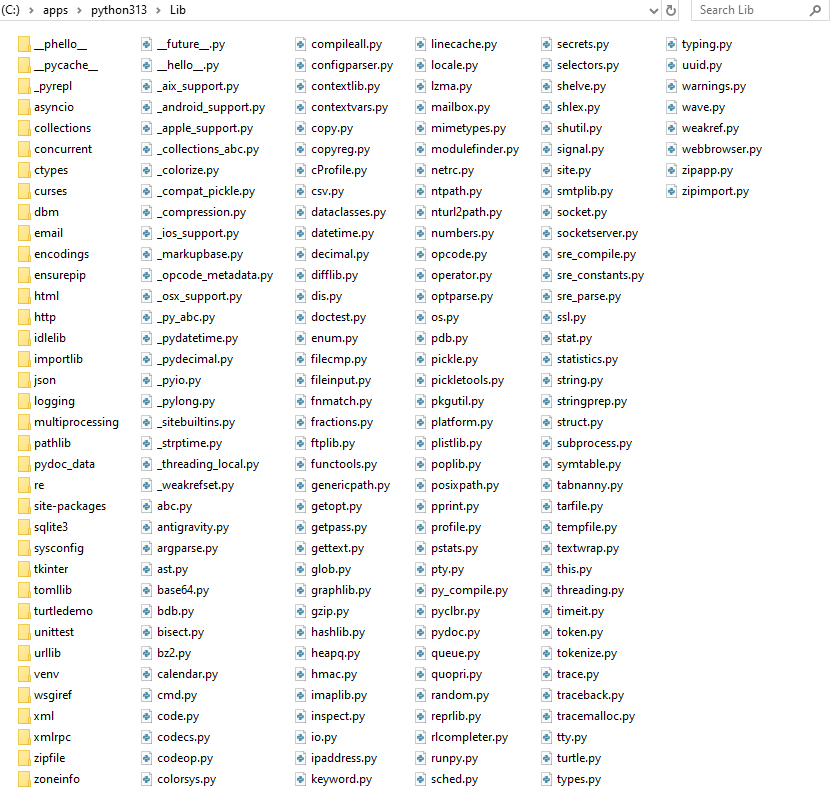 (C:) > apps > python313 > Lib
Search Lib
__phello__
__pycache__
_pyrepl
asyncio
collections
concurrent
ctypes
curses
dbm
email
encodings
ensurepip
html
http
idlelib
importlib
json
logging
multiprocessing
pathlib
pydoc_data
re
site-packages
sqlite3
sysconfig
tkinter
tomllib
turtledemo
unittest
urllib
venv
wsgiref
xml
xmlrpc
zipfile
zoneinfo
__future__.py
__hello__.py
_aix_support.py
_android_support.py
_apple_support.py
_collections_abc.py
_colorize.py
_compat_pickle.py
_compression.py
_ios_support.py
_markupbase.py
_opcode_metadata.py
_osx_support.py
_py_abc.py
_pydatetime.py
_pydecimal.py
_pyio.py
_pylong.py
_sitebuiltins.py
_strptime.py
_threading_local.py
_weakrefset.py
abc.py
antigravity.py
argparse.py
ast.py
base64.py
bdb.py
bisect.py
bz2.py
calendar.py
cmd.py
code.py
codecs.py
codeop.py
colorsys.py
compileall.py
configparser.py
contextlib.py
contextvars.py
copy.py
copyreg.py
cProfile.py
csv.py
dataclasses.py
datetime.py
decimal.py
difflib.py
dis.py
doctest.py
enum.py
filecmp.py
fileinput.py
fnmatch.py
fractions.py
ftplib.py
functools.py
genericpath.py
getopt.py
getpass.py
gettext.py
glob.py
graphlib.py
gzip.py
hashlib.py
heapq.py
hmac.py
imaplib.py
inspect.py
io.py
ipaddress.py
keyword.py
linecache.py
locale.py
lzma.py
mailbox.py
mimetypes.py
modulefinder.py
netrc.py
ntpath.py
nturl2path.py
numbers.py
opcode.py
operator.py
optparse.py
os.py
pdb.py
pickle.py
pickletools.py
pkgutil.py
platform.py
plistlib.py
poplib.py
posixpath.py
pprint.py
profile.py
pstats.py
pty.py
py_compile.py
pyclbr.py
pydoc.py
queue.py
quopri.py
random.py
reprlib.py
rlcompleter.py
runpy.py
sched.py
secrets.py
selectors.py
shelve.py
shlex.py
shutil.py
signal.py
site.py
smtplib.py
socket.py
socketserver.py
sre_compile.py
sre_constants.py
sre_parse.py
ssl.py
stat.py
statistics.py
string.py
stringprep.py
struct.py
subprocess.py
symtable.py
tabnanny.py
tarfile.py
tempfile.py
textwrap.py
this.py
threading.py
timeit.py
token.py
tokenize.py
trace.py
traceback.py
tracemalloc.py
tty.py
turtle.py
types.py
typing.py
uuid.py
warnings.py
wave.py
weakref.py
webbrowser.py
zipapp.py
zipimport.py